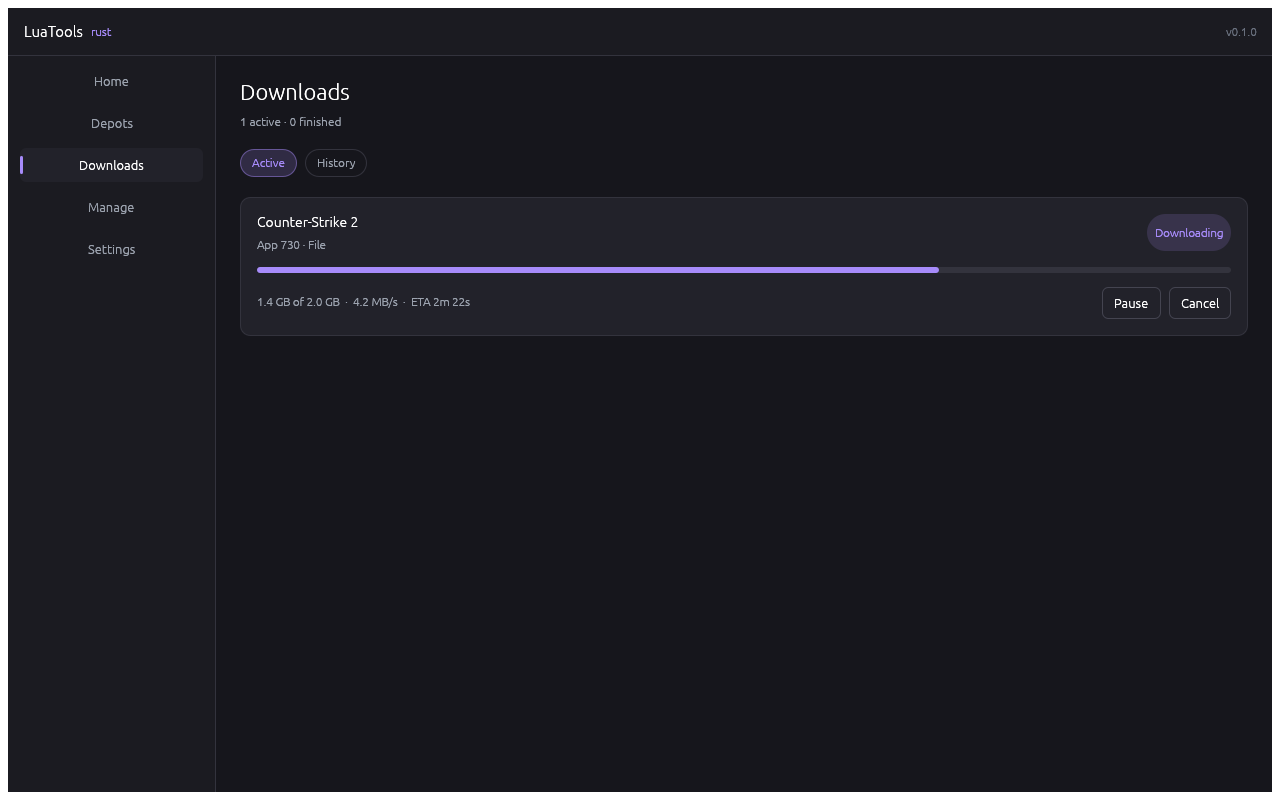 LuaTools rust
v0.1.0
Home
Depots
Downloads
Manage
Settings
Downloads
1 active · 0 finished
Active
History
Counter-Strike 2
App 730 · File
Downloading
1.4 GB of 2.0 GB · 4.2 MB/s · ETA 2m 22s
Pause
Cancel